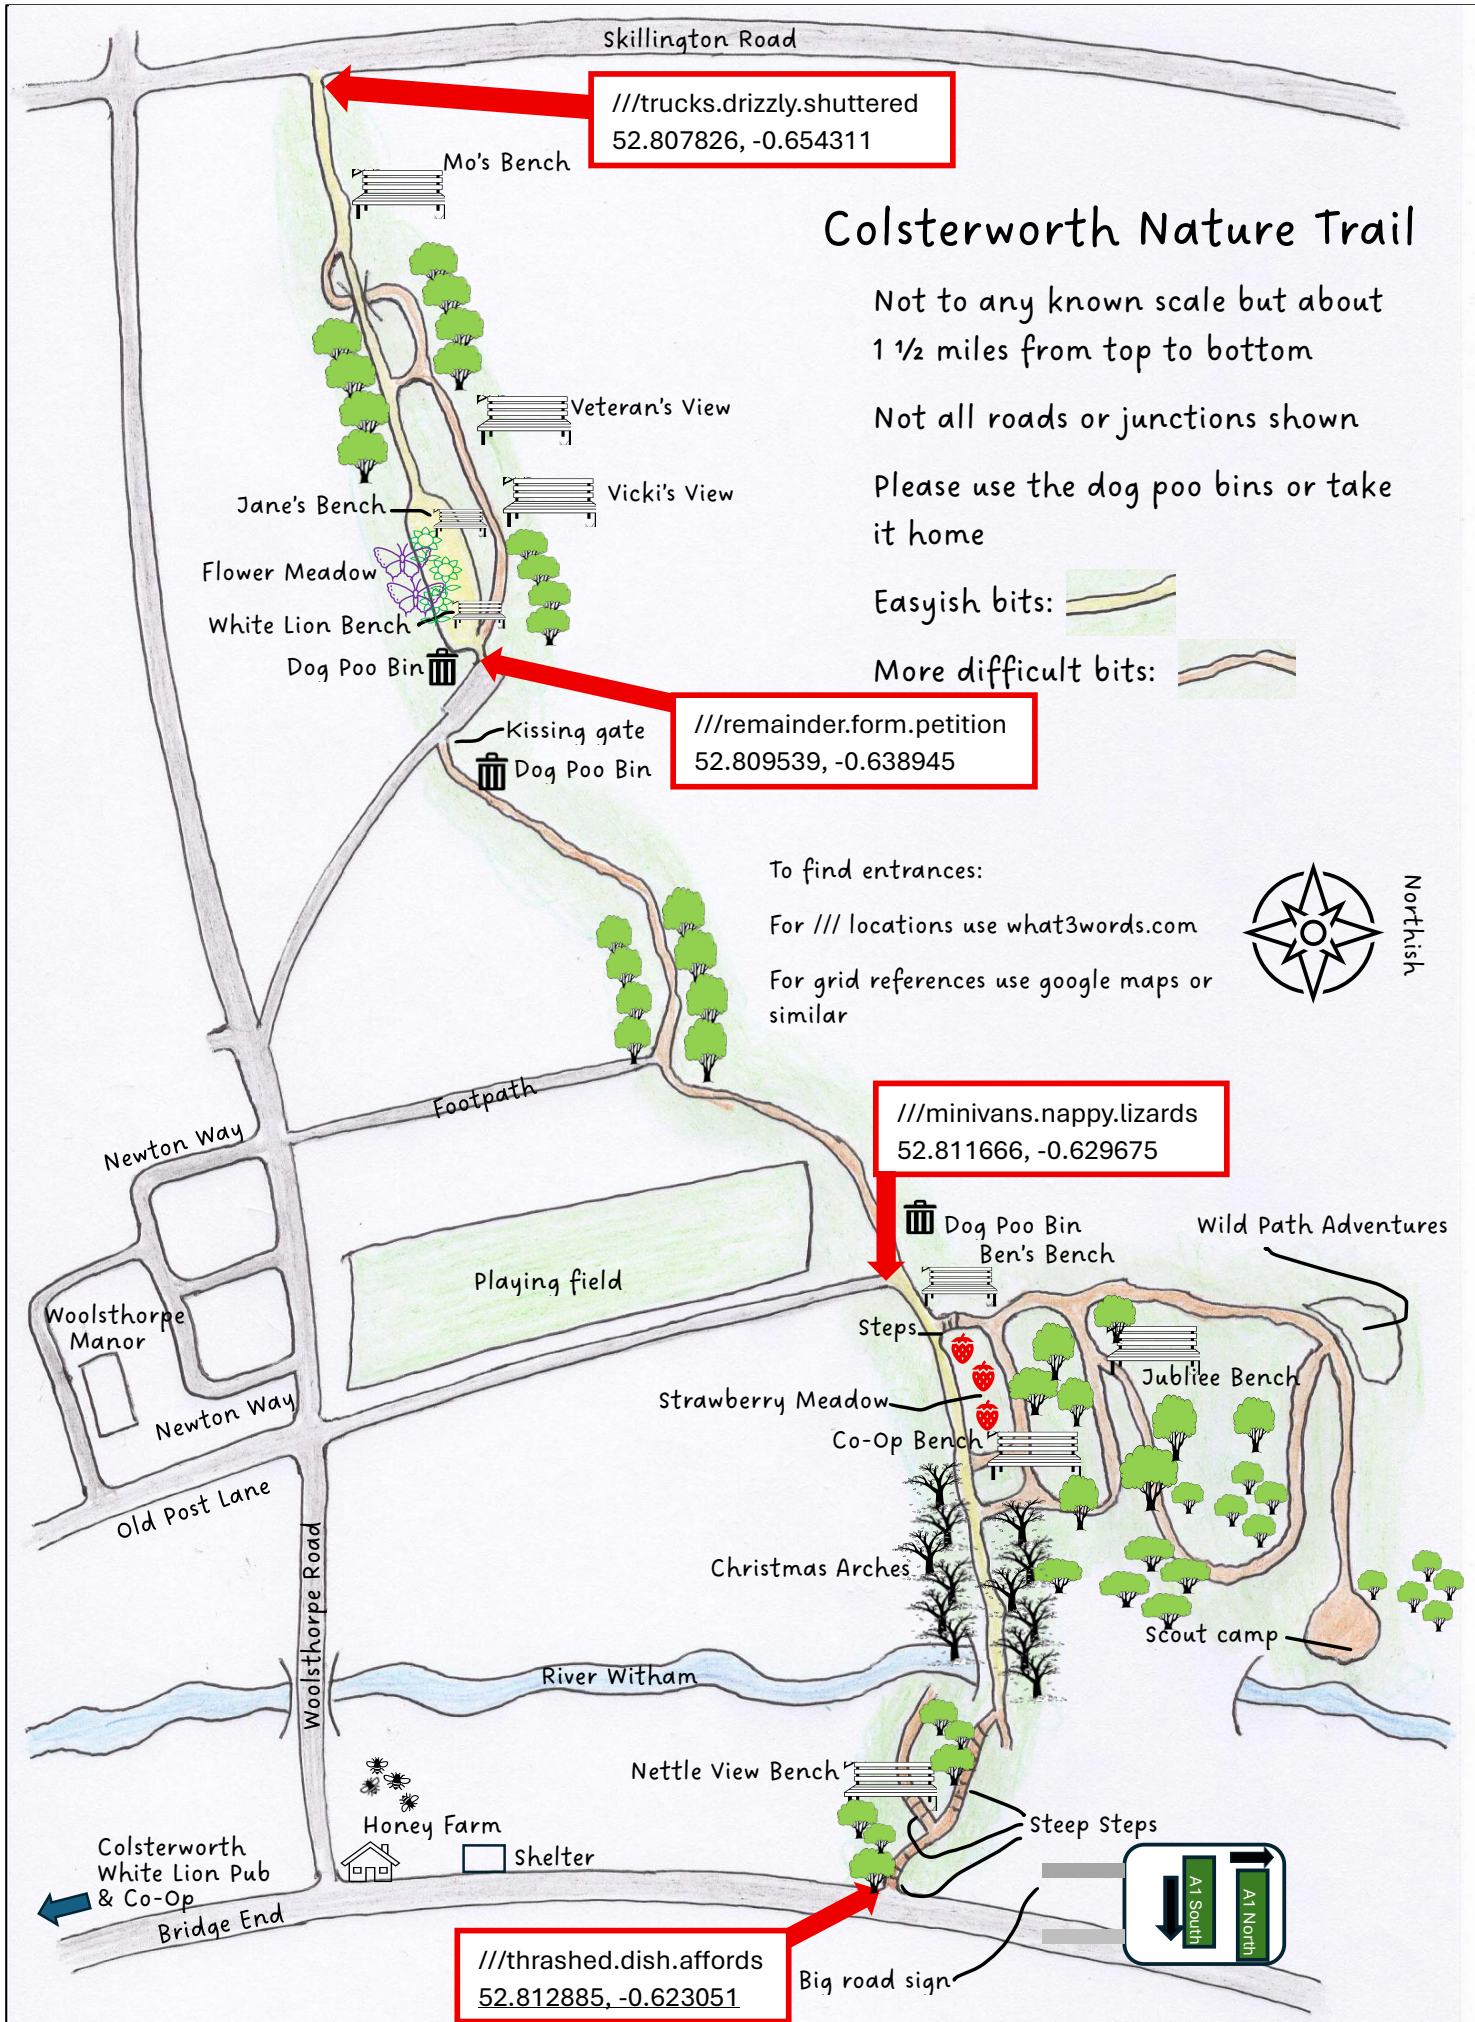 Skillington Road
///trucks.drizzly.shuttered
52.807826, -0.654311
Mo's Bench
Colsterworth Nature Trail
Not to any known scale but about
1 ½ miles from top to bottom
Not all roads or junctions shown
Please use the dog poo bins or take
it home
Easyish bits:
More difficult bits:
Veteran's View
Vicki's View
Jane's Bench
Flower Meadow
White Lion Bench
Dog Poo Bin
///remainder.form.petition
52.809539, -0.638945
Kissing gate
Dog Poo Bin
To find entrances:
For /// locations use what3words.com
For grid references use google maps or
similar
Northish
Footpath
Newton Way
///minivans.nappy.lizards
52.811666, -0.629675
Dog Poo Bin
Ben's Bench
Wild Path Adventures
Playing field
Woolsthorpe
Manor
Steps
Jubliee Bench
Strawberry Meadow
Newton Way
Co-Op Bench
Old Post Lane
Woolsthorpe Road
Christmas Arches
Scout camp
River Witham
Nettle View Bench
Steep Steps
Honey Farm
Shelter
Colsterworth
White Lion Pub
& Co-Op
Bridge End
A1 South
A1 North
///thrashed.dish.affords
52.812885, -0.623051
Big road sign